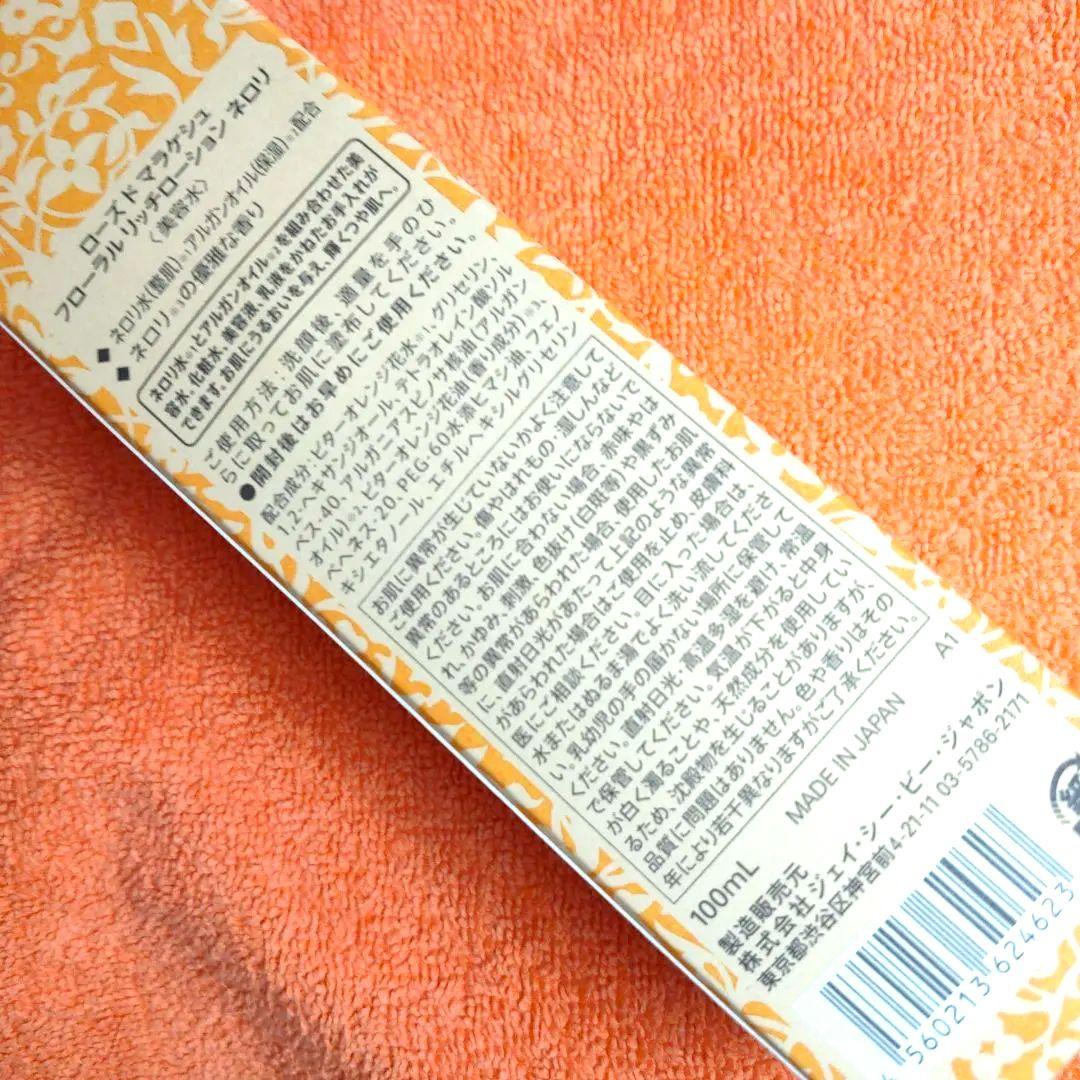 ローズ ド マラケシュ
フローラル リッチローション ネロリ
〈美容水〉
◆ ネロリ水(整肌)※1、アルガンオイル(保湿)※2配合
◆ ネロリ※3の優雅な香り
ネロリ水※1とアルガンオイル※2を組み合わせた美
容水。化粧水、美容液、乳液をかねたお手入れが
できます。お肌にうるおいを与え、輝くつや肌へ。
ご使用方法：洗顔後、適量を手のひ
らに取ってお肌に塗布してください。
●開封後はお早めにご使用ください。
配合成分：ビターオレンジ花水※1、グリセリン、
1,2-ヘキサンジオール、テトラオレイン酸ソル
ベス-40、アルガニアスピノサ核油(アルガン
オイル)※2、ビターオレンジ花油(香り成分)※3、
ベヘネス-20、PEG-60水添ヒマシ油、フェノ
キシエタノール、エチルヘキシルグリセリン
お肌に異常が生じていないかよく注意して
ご使用ください。傷やはれもの・湿しんなど
異常のあるところにはお使いにならないで
ください。お肌に合わない場合、赤味やは
れ、かゆみ、刺激、色抜け(白斑等)や黒ずみ
等の異常があらわれた場合、使用したお肌
に、直射日光があたって上記のような異常
があらわれた場合はご使用を止め、皮膚科
医にご相談ください。目に入った場合は、
水またはぬるま湯でよく洗い流してくださ
い。乳幼児の手の届かない場所に保管して
ください。直射日光・高温多湿を避け、常温
で保管してください。気温が下がると中身
が白く濁ることや、天然成分を使用してい
るため、沈殿物を生じることがありますが、
品質に問題はありません。色や香りはその
年により若干異なりますがご了承ください。
100mL
MADE IN JAPAN
A1
製造販売元
株式会社ジェイ・シー・ビー・ジャポン
東京都渋谷区神宮前4-21-11 03-5786-2171
560213 624623